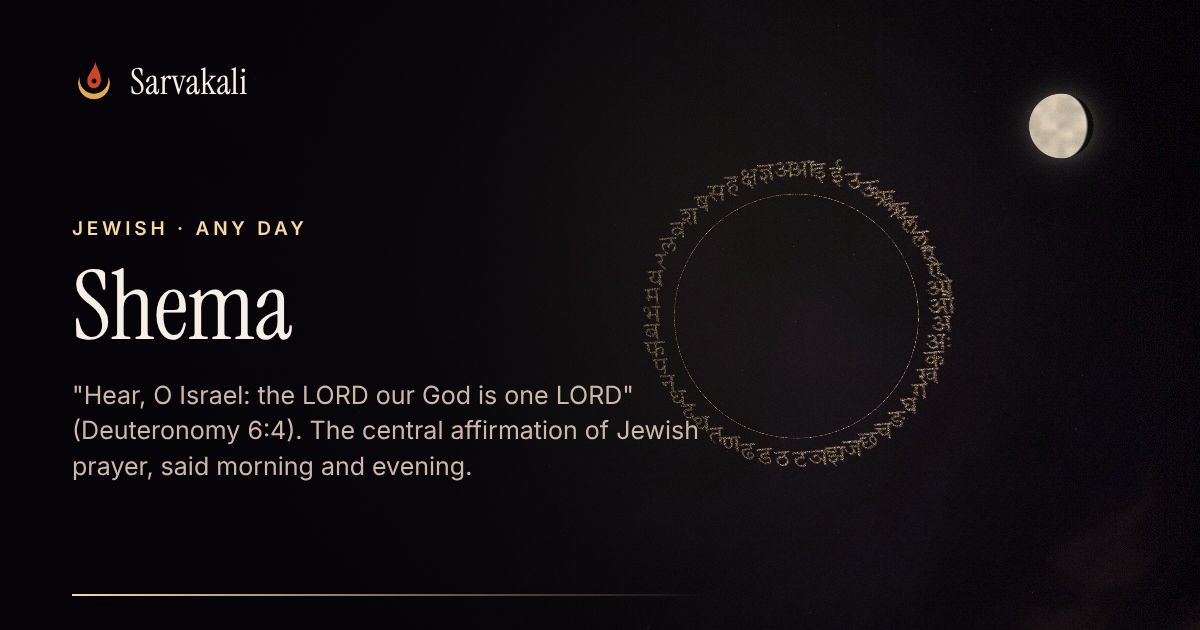 Sarvakali
JEWISH · ANY DAY
Shema
"Hear, O Israel: the LORD our God is one LORD"
(Deuteronomy 6:4). The central affirmation of Jewish
prayer, said morning and evening.